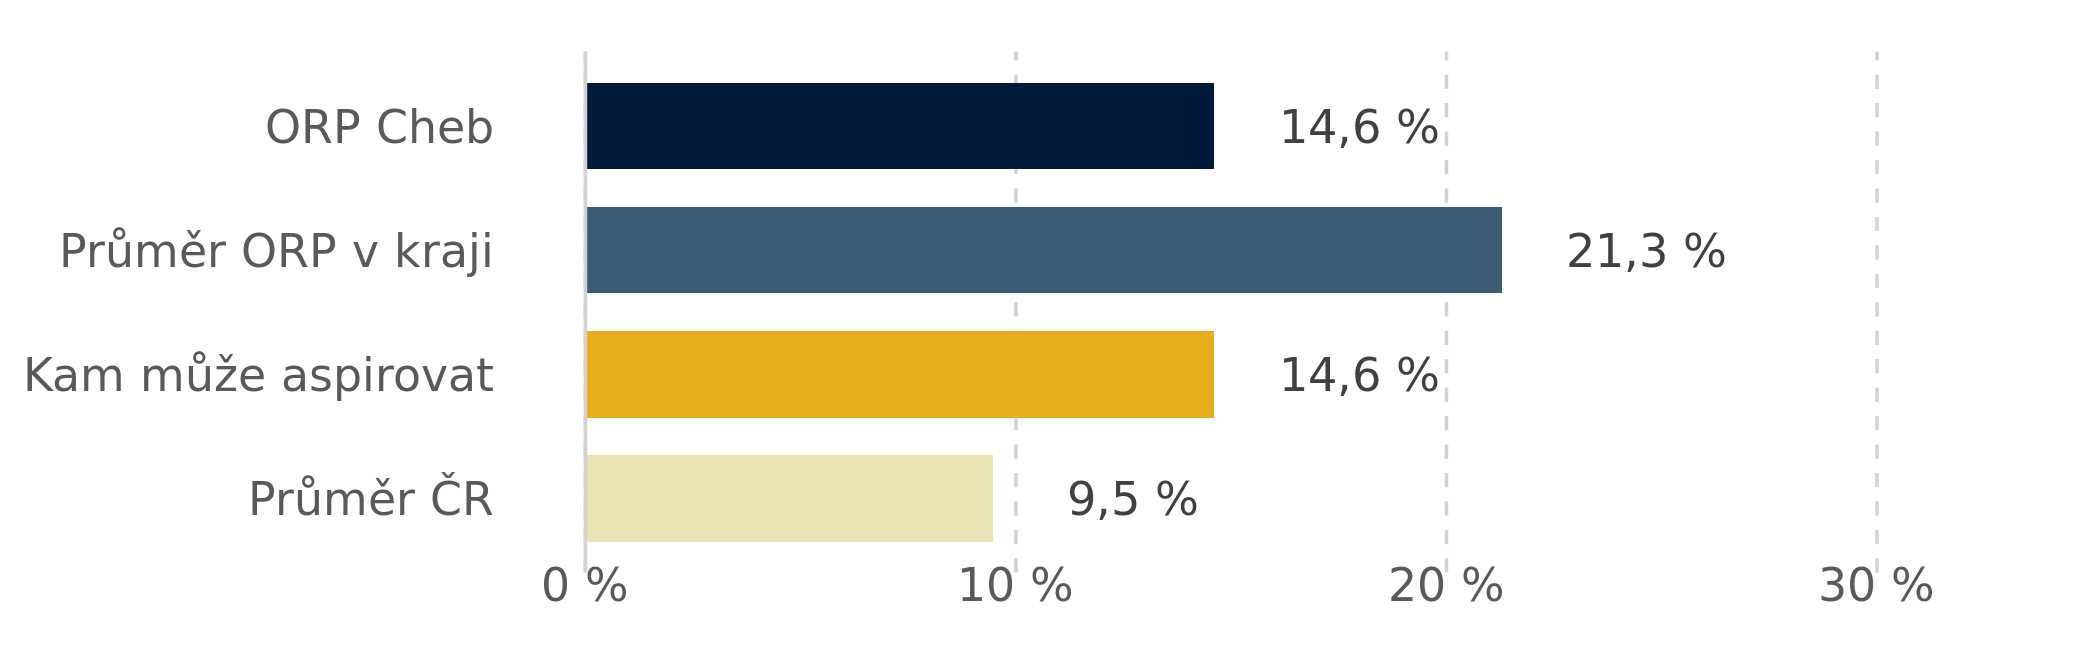 ORP Cheb 14,6 %
Průměr ORP v kraji 21,3 %
Kam může aspirovat 14,6 %
Průměr ČR 9,5 %
0 % 10 % 20 % 30 %